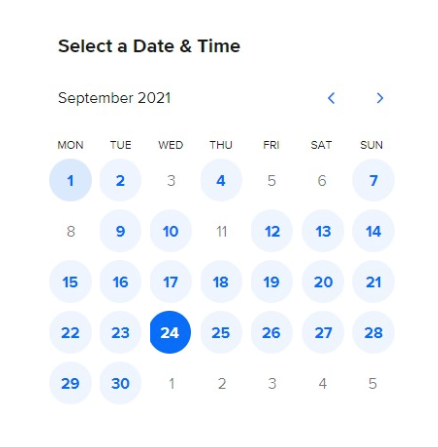 Select a Date & Time
September 2021
MON TUE WED THU FRI SAT SUN
1 2 3 4 5 6 7
8 9 10 11 12 13 14
15 16 17 18 19 20 21
22 23 24 25 26 27 28
29 30 1 2 3 4 5